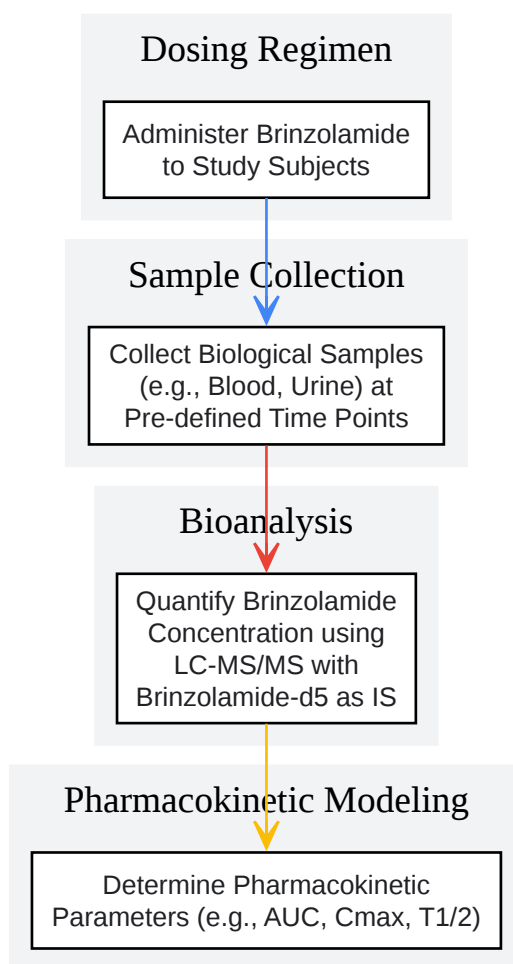 Dosing Regimen
Administer Brinzolamide
to Study Subjects
Sample Collection
Collect Biological Samples
(e.g., Blood, Urine) at
Pre-defined Time Points
Bioanalysis
Quantify Brinzolamide
Concentration using
LC-MS/MS with
Brinzolamide-d5 as IS
Pharmacokinetic Modeling
Determine Pharmacokinetic
Parameters (e.g., AUC, Cmax, T1/2)